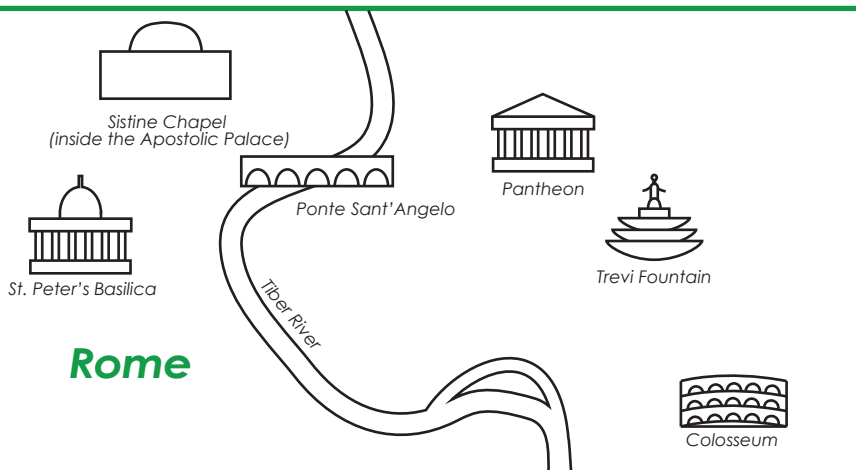 Sistine Chapel
(inside the Apostolic Palace)
Pantheon
Ponte Sant'Angelo
Trevi Fountain
St. Peter's Basilica
Tiber River
Rome
Colosseum